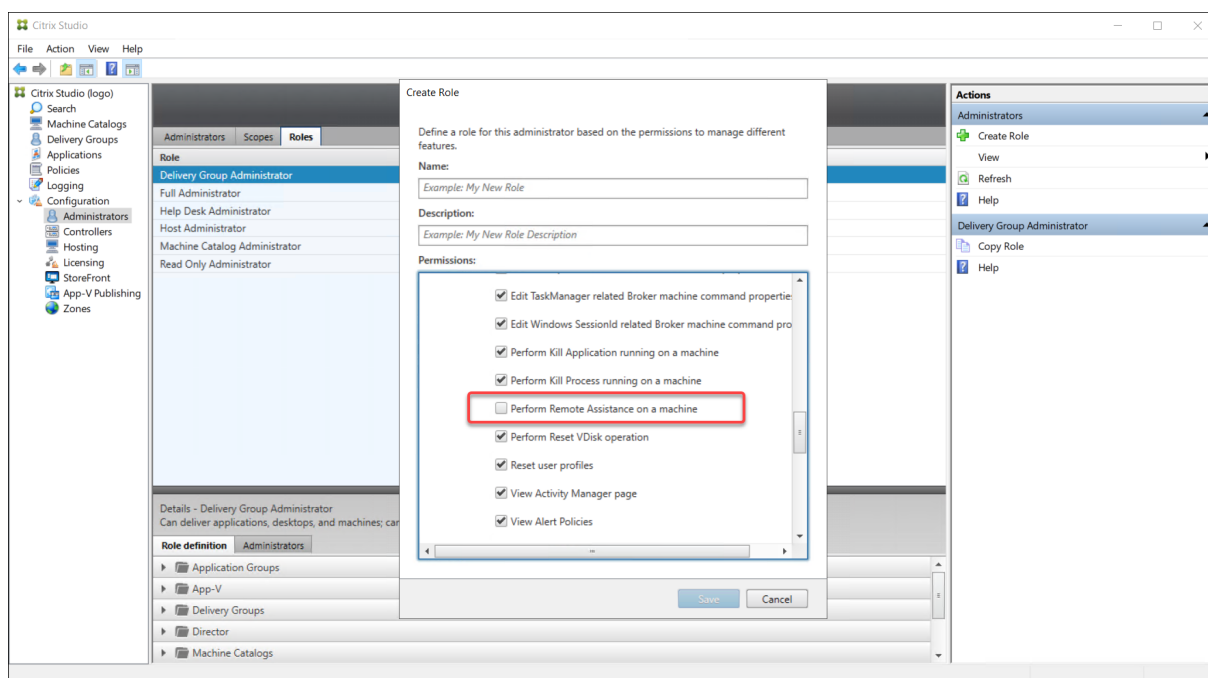 Citrix Studio
File Action View Help
Citrix Studio (logo)
Search
Machine Catalogs
Delivery Groups
Applications
Policies
Logging
Configuration
Administrators
Controllers
Hosting
Licensing
StoreFront
App-V Publishing
Zones
Administrators Scopes Roles
Role
Delivery Group Administrator
Full Administrator
Help Desk Administrator
Host Administrator
Machine Catalog Administrator
Read Only Administrator
Details - Delivery Group Administrator
Can deliver applications, desktops, and machines;
Role definition Administrators
Application Groups
App-V
Delivery Groups
Director
Machine Catalogs
Create Role
Define a role for this administrator based on the permissions to manage different
features.
Name:
Example: My New Role
Description:
Example: My New Role Description
Permissions:
Edit TaskManager related Broker machine command propertie
Edit Windows SessionId related Broker machine command pro
Perform Kill Application running on a machine
Perform Kill Process running on a machine
Perform Remote Assistance on a machine
Perform Reset VDisk operation
Reset user profiles
View Activity Manager page
View Alert Policies
Save Cancel
Actions
Administrators
Create Role
View
Refresh
Help
Delivery Group Administrator
Copy Role
Help